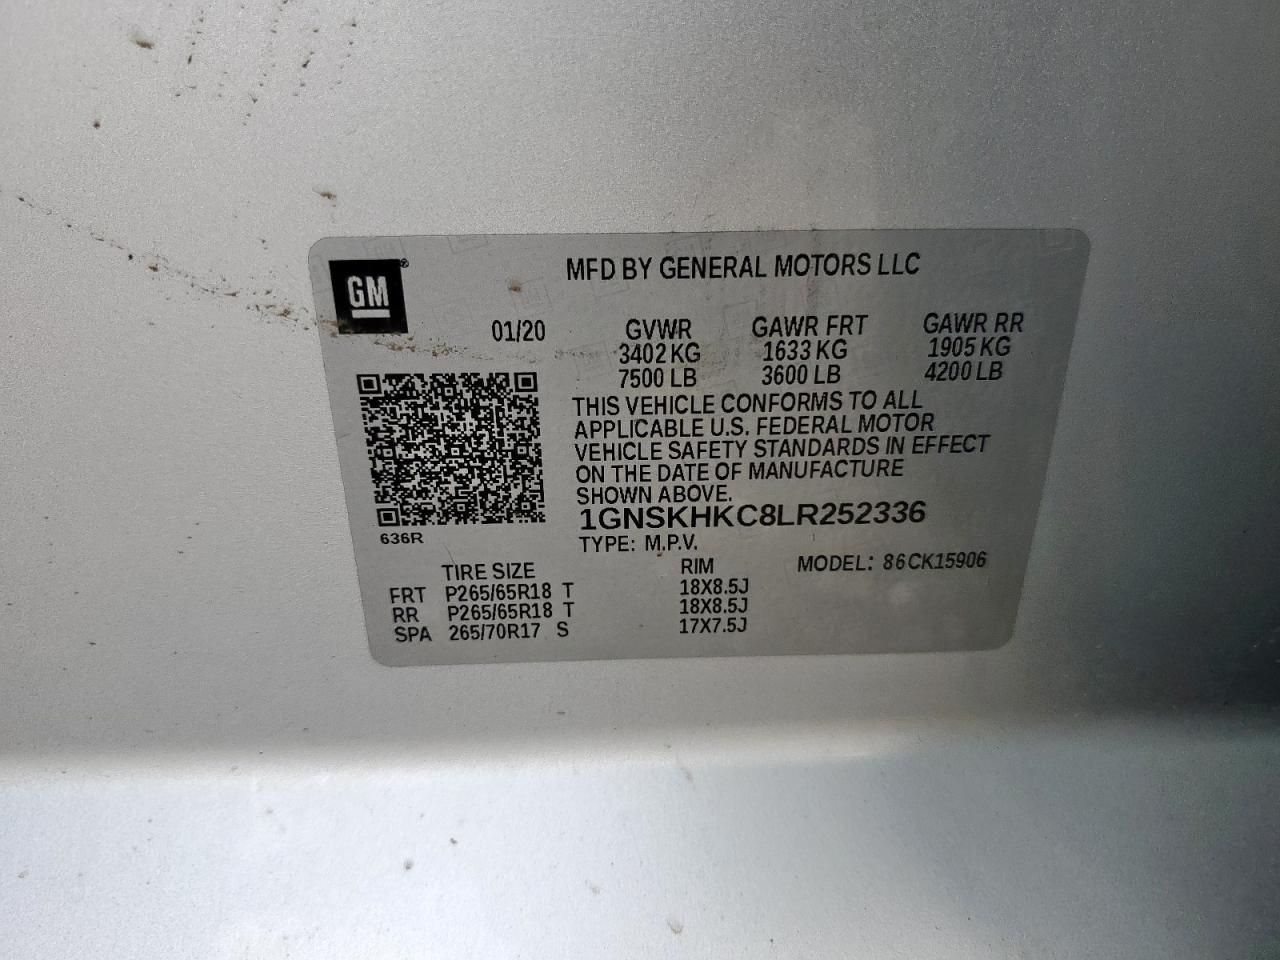 GM®
MFD BY GENERAL MOTORS LLC
01/20 GVWR GAWR FRT GAWR RR
3402 KG 1633 KG 1905 KG
7500 LB 3600 LB 4200 LB
THIS VEHICLE CONFORMS TO ALL
APPLICABLE U.S. FEDERAL MOTOR
VEHICLE SAFETY STANDARDS IN EFFECT
ON THE DATE OF MANUFACTURE
SHOWN ABOVE.
1GNSKHKC8LR252336
636R
TYPE: M.P.V. MODEL: 86CK15906
TIRE SIZE RIM
FRT P265/65R18 T 18X8.5J
RR P265/65R18 T 18X8.5J
SPA 265/70R17 S 17X7.5J